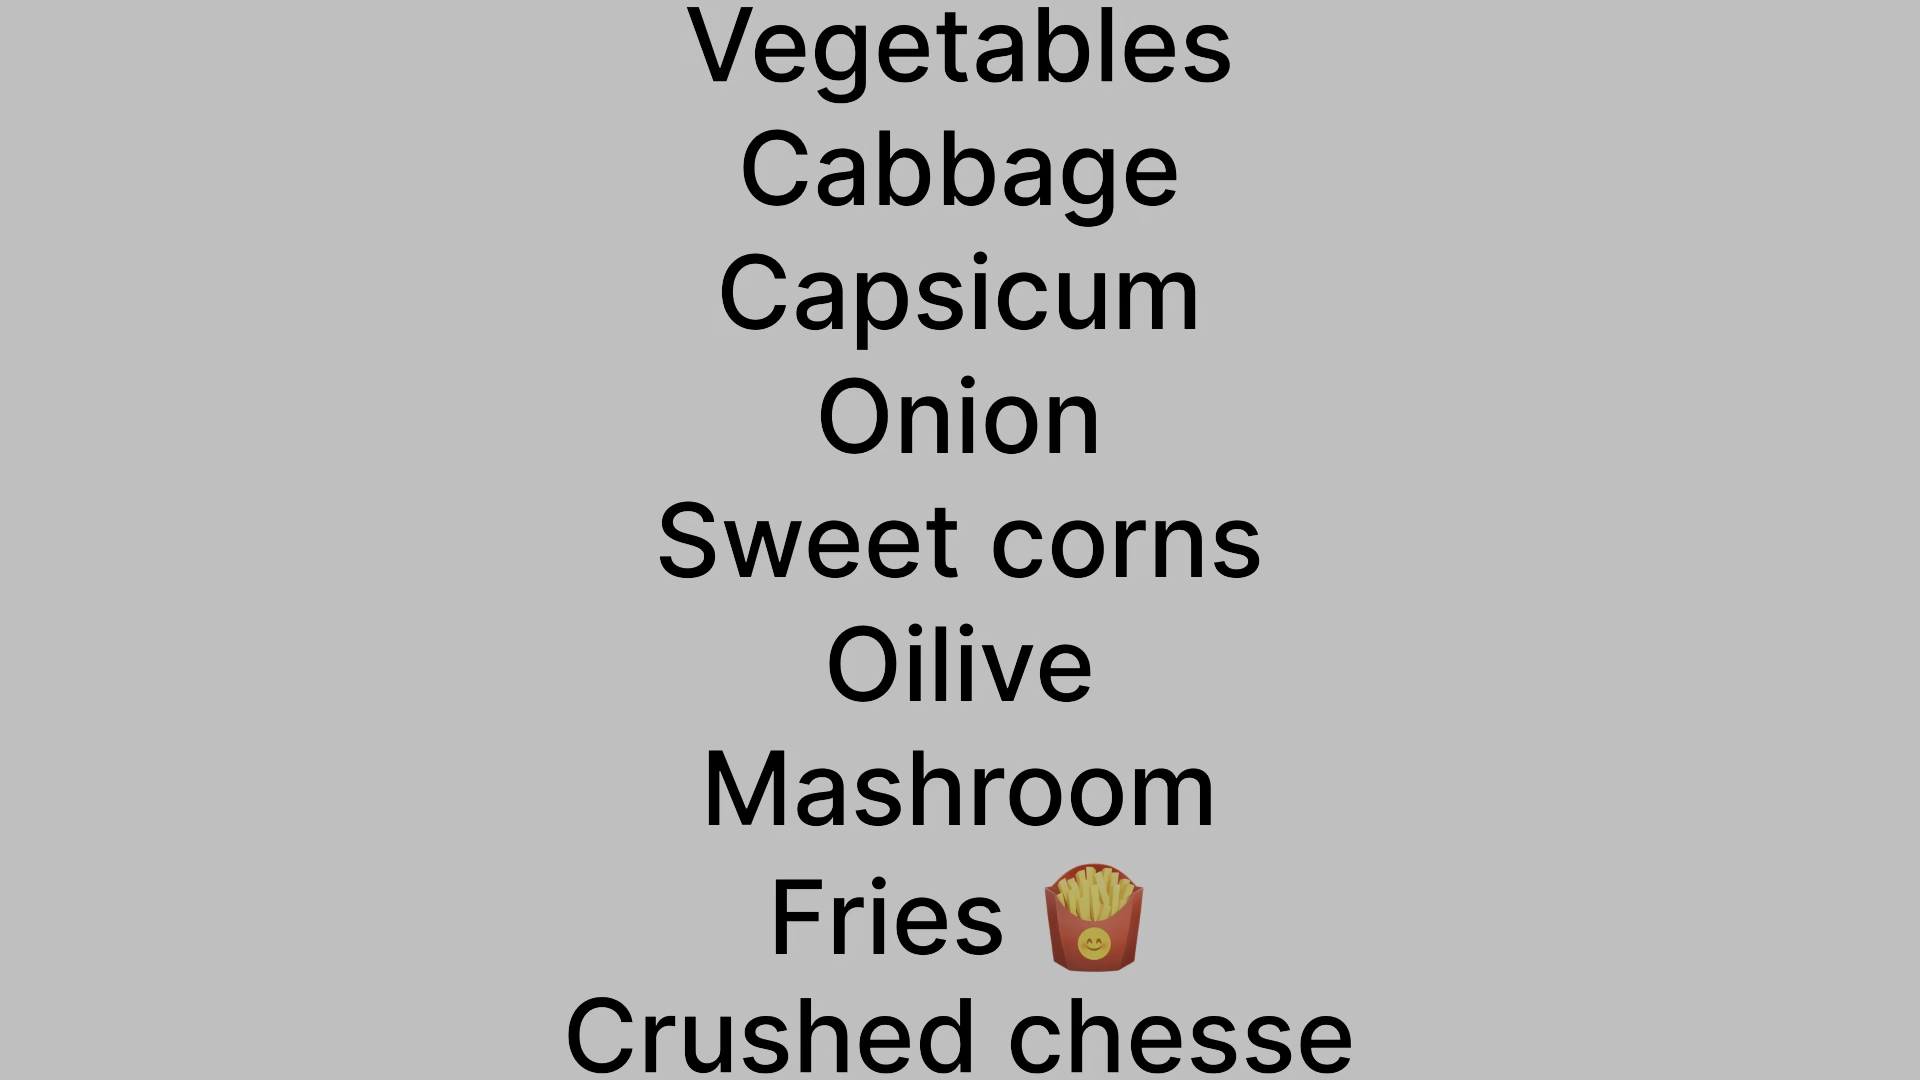 Vegetables
Cabbage
Capsicum
Onion
Sweet corns
Oilive
Mashroom
Fries 🍟
Crushed chesse